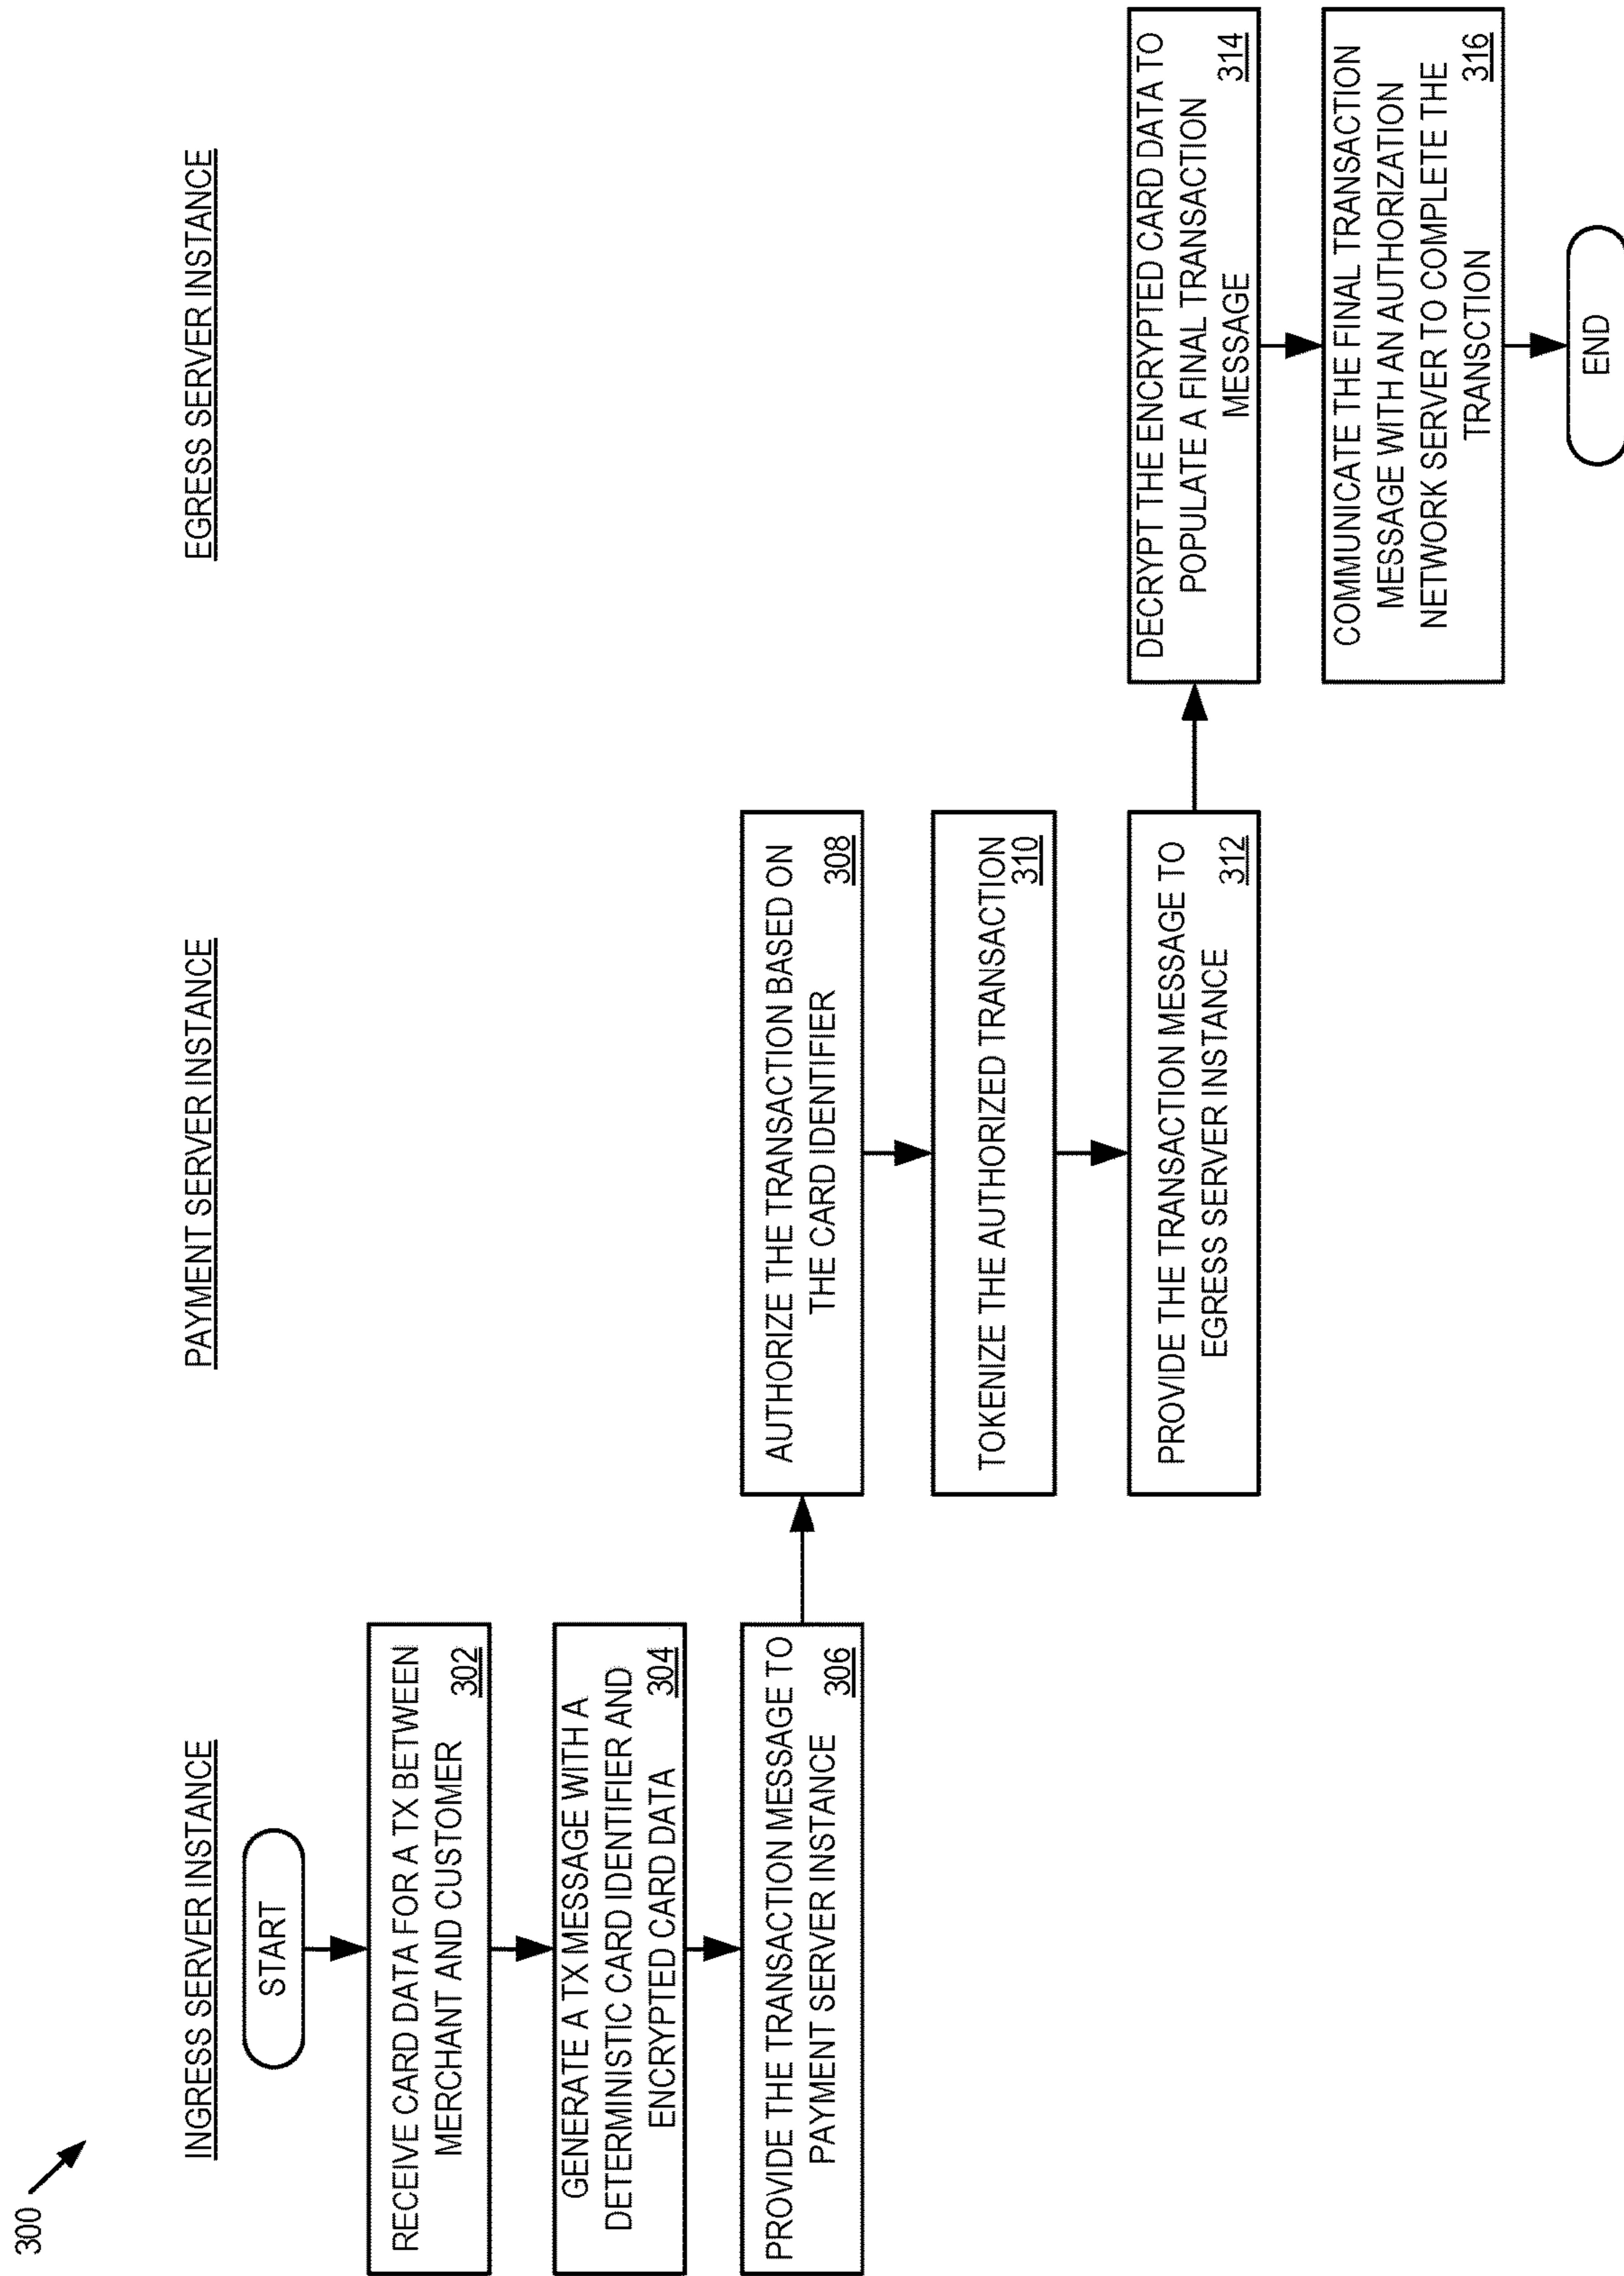 300
INGRESS SERVER INSTANCE
START
RECEIVE CARD DATA FOR A TX BETWEEN
MERCHANT AND CUSTOMER
302
GENERATE A TX MESSAGE WITH A
DETERMINISTIC CARD IDENTIFIER AND
ENCRYPTED CARD DATA
304
PROVIDE THE TRANSACTION MESSAGE TO
PAYMENT SERVER INSTANCE
306
PAYMENT SERVER INSTANCE
AUTHORIZE THE TRANSACTION BASED ON
THE CARD IDENTIFIER
308
TOKENIZE THE AUTHORIZED TRANSACTION
310
PROVIDE THE TRANSACTION MESSAGE TO
EGRESS SERVER INSTANCE
312
EGRESS SERVER INSTANCE
DECRYPT THE ENCRYPTED CARD DATA TO
POPULATE A FINAL TRANSACTION
MESSAGE
314
COMMUNICATE THE FINAL TRANSACTION
MESSAGE WITH AN AUTHORIZATION
NETWORK SERVER TO COMPLETE THE
TRANSCTION
316
END